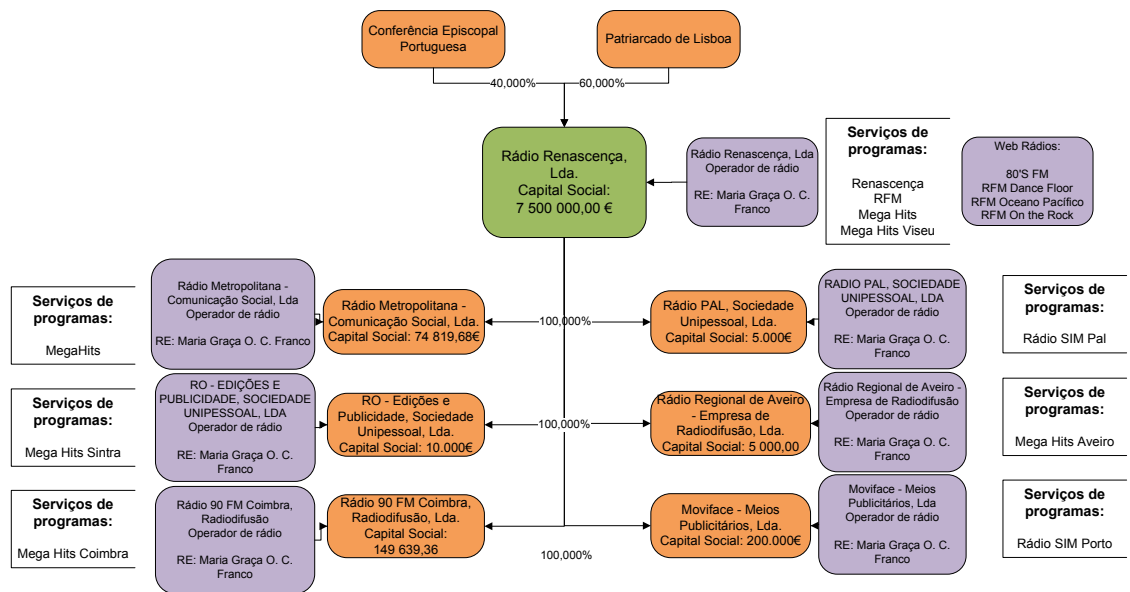 Conferência Episcopal
Portuguesa
Patriarcado de Lisboa
40,000%
60,000%
Rádio Renascença,
Lda.
Capital Social:
7 500 000,00 €
Rádio Renascença, Lda
Operador de rádio
RE: Maria Graça O. C.
Franco
Serviços de
programas:
Renascença
RFM
Mega Hits
Mega Hits Viseu
Web Rádios:
80'S FM
RFM Dance Floor
RFM Oceano Pacífico
RFM On the Rock
Serviços de
programas:
MegaHits
Rádio Metropolitana -
Comunicação Social, Lda
Operador de rádio
RE: Maria Graça O. C. Franco
Rádio Metropolitana -
Comunicação Social, Lda.
Capital Social: 74 819,68€
100,000%
Rádio PAL, Sociedade
Unipessoal, Lda.
Capital Social: 5.000€
RADIO PAL, SOCIEDADE
UNIPESSOAL, LDA
Operador de rádio
RE: Maria Graça O. C.
Franco
Serviços de
programas:
Rádio SIM Pal
Serviços de
programas:
Mega Hits Sintra
RO - EDIÇÕES E
PUBLICIDADE, SOCIEDADE
UNIPESSOAL, LDA
Operador de rádio
RE: Maria Graça O. C.
Franco
RO - Edições e
Publicidade, Sociedade
Unipessoal, Lda.
Capital Social: 10.000€
100,000%
Rádio Regional de Aveiro
- Empresa de
Radiodifusão, Lda.
Capital Social: 5 000,00
Rádio Regional de Aveiro -
Empresa de Radiodifusão
Operador de rádio
RE: Maria Graça O. C.
Franco
Serviços de
programas:
Mega Hits Aveiro
Serviços de
programas:
Mega Hits Coimbra
Rádio 90 FM Coimbra,
Radiodifusão
Operador de rádio
RE: Maria Graça O. C.
Franco
Rádio 90 FM Coimbra,
Radiodifusão, Lda.
Capital Social:
149 639,36
100,000%
Moviface - Meios
Publicitários, Lda.
Capital Social: 200.000€
Moviface - Meios
Publicitários, Lda
Operador de rádio
RE: Maria Graça O. C.
Franco
Serviços de
programas:
Rádio SIM Porto